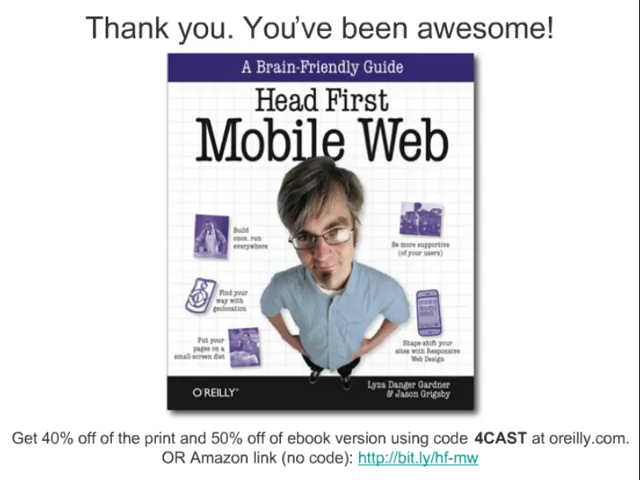 Thank you. You've been awesome!
A Brain-Friendly Guide
Head First
Mobile Web
Build
once, run
everywhere
Be more supportive
(of your users)
Find your
way with
geolocation
Put your
pages on a
small-screen diet
Shape-shift your
sites with Responsive
Web Design
O'REILLY®
Lyza Danger Gardner
& Jason Grigsby
Get 40% off of the print and 50% off of ebook version using code 4CAST at oreilly.com.
OR Amazon link (no code): http://bit.ly/hf-mw